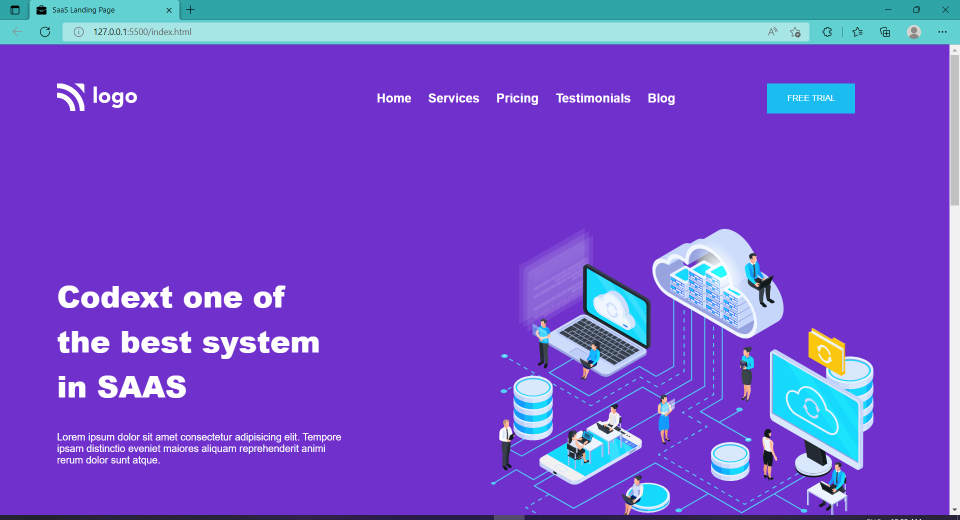 SaaS Landing Page
127.0.0.1:5500/index.html
logo
Home Services Pricing Testimonials Blog
FREE TRIAL
Codext one of
the best system
in SAAS
Lorem ipsum dolor sit amet consectetur adipisicing elit. Tempore
ipsam distinctio eveniet maiores aliquam reprehenderit animi
rerum dolor sunt atque.